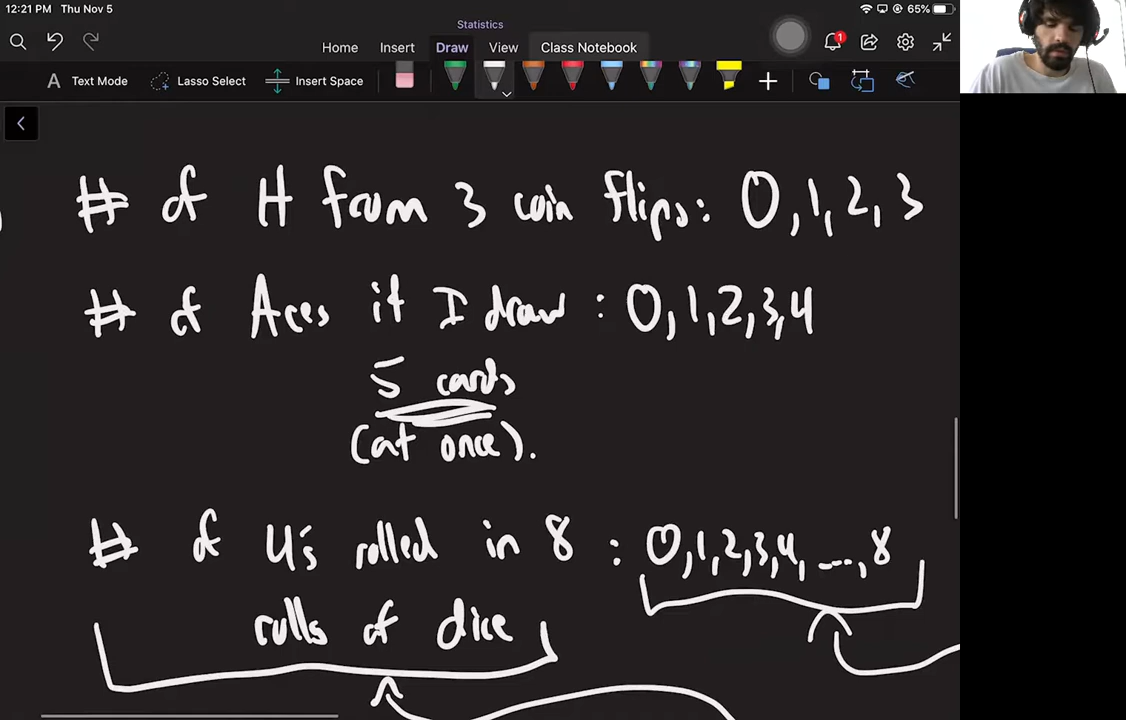 12:21 PM Thu Nov 5
65%
Statistics
Home Insert Draw View Class Notebook
1
A Text Mode Lasso Select Insert Space
# of H from 3 coin flips: 0, 1, 2, 3
# of Aces if I draw : 0, 1, 2, 3, 4
5 cards
(at once).
# of 4's rolled in 8 : 0, 1, 2, 3, 4, ..., 8
rolls of dice